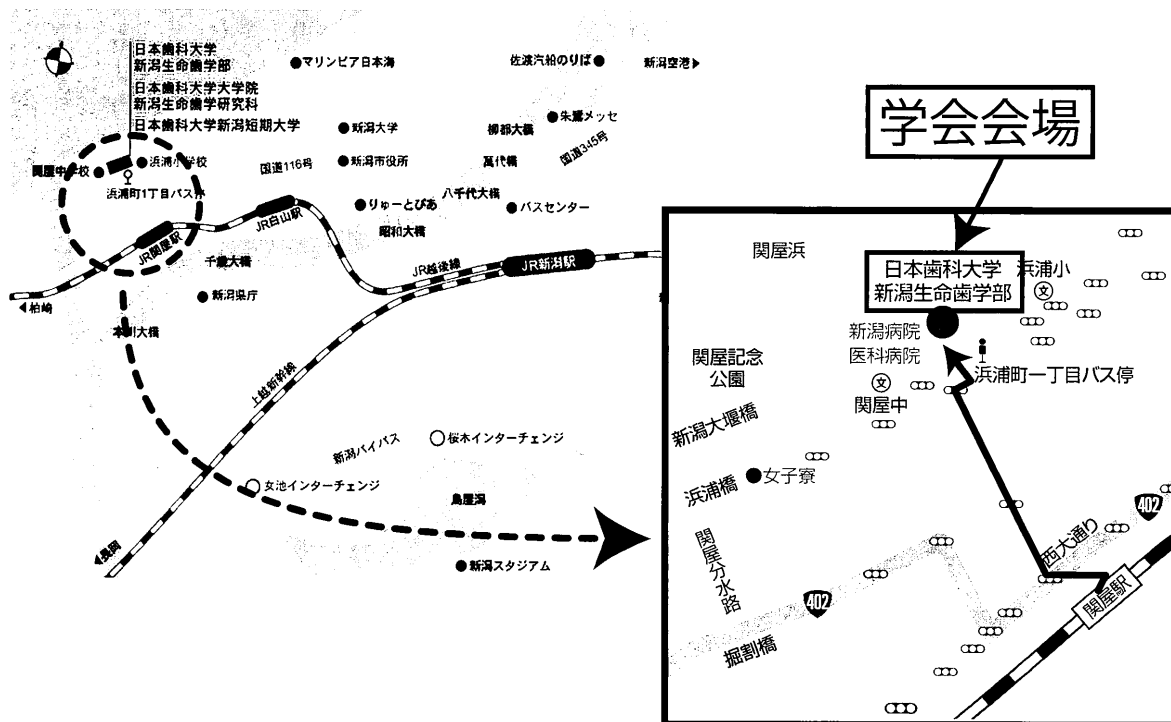 日本歯科大学
新潟生命歯学部
日本歯科大学大学院
新潟生命歯学研究科
日本歯科大学新潟短期大学
マリンピア日本海
佐渡汽船のりば
新潟空港
朱鷺メッセ
柳都大橋
新潟大学
国道345号
萬代橋
国道116号
新潟市役所
浜浦小学校
関屋中学校
浜浦町1丁目バス停
八千代大橋
りゅーとぴあ
バスセンター
昭和大橋
JR白山駅
JR関屋駅
千歳大橋
JR越後線
JR新潟駅
新潟県庁
柏崎
本川大橋
上越新幹線
新潟バイパス
桜木インターチェンジ
女池インターチェンジ
鳥屋潟
長岡
新潟スタジアム
学会会場
関屋浜
日本歯科大学
新潟生命歯学部
浜浦小
文
新潟病院
医科病院
浜浦町一丁目バス停
関屋記念
公園
文
関屋中
新潟大堰橋
浜浦橋
女子寮
402
西大通り
関屋分水路
402
関屋駅
掘割橋